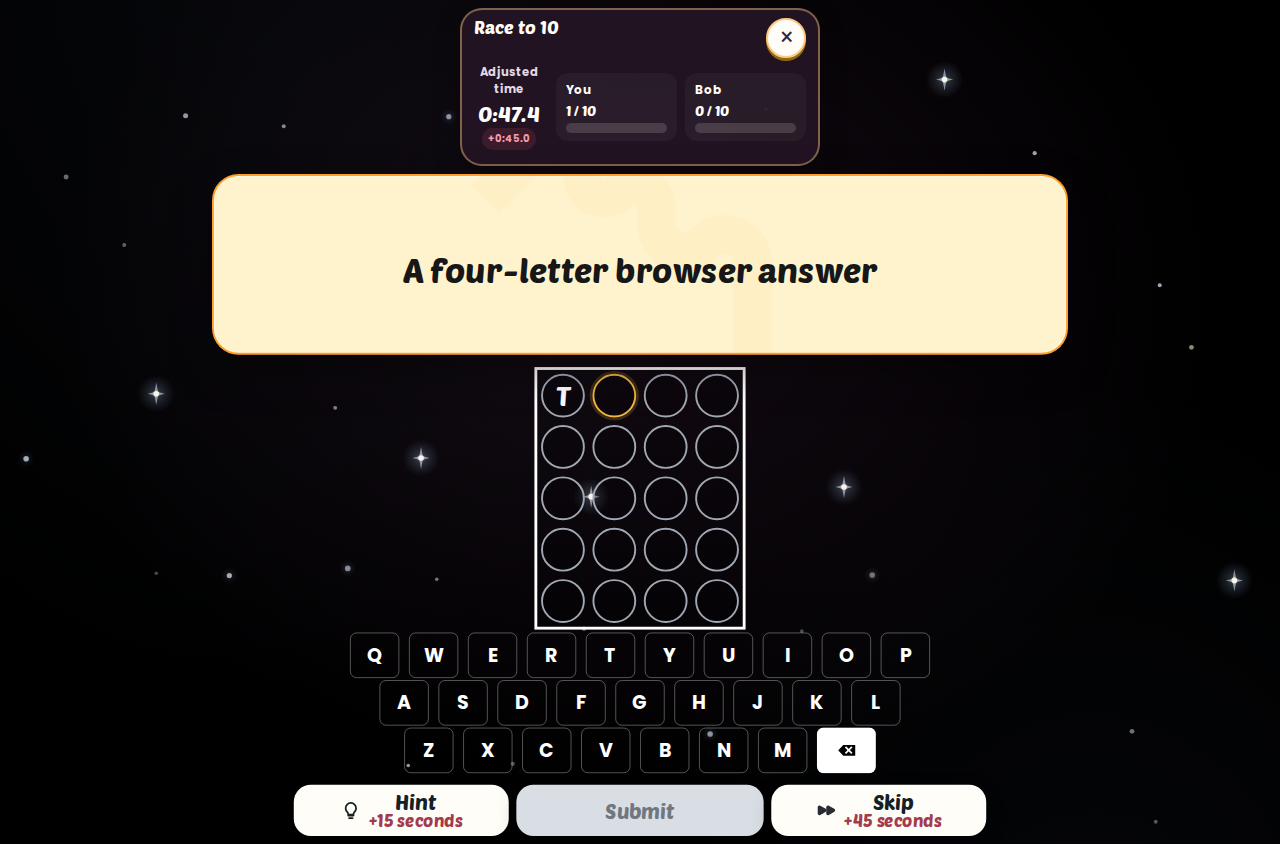 Race to 10
×
Adjusted time
0:47.4
+0:45.0
You
1 / 10
Bob
0 / 10
A four-letter browser answer
T
Q W E R T Y U I O P
A S D F G H J K L
Z X C V B N M
Hint
+15 seconds
Submit
Skip
+45 seconds